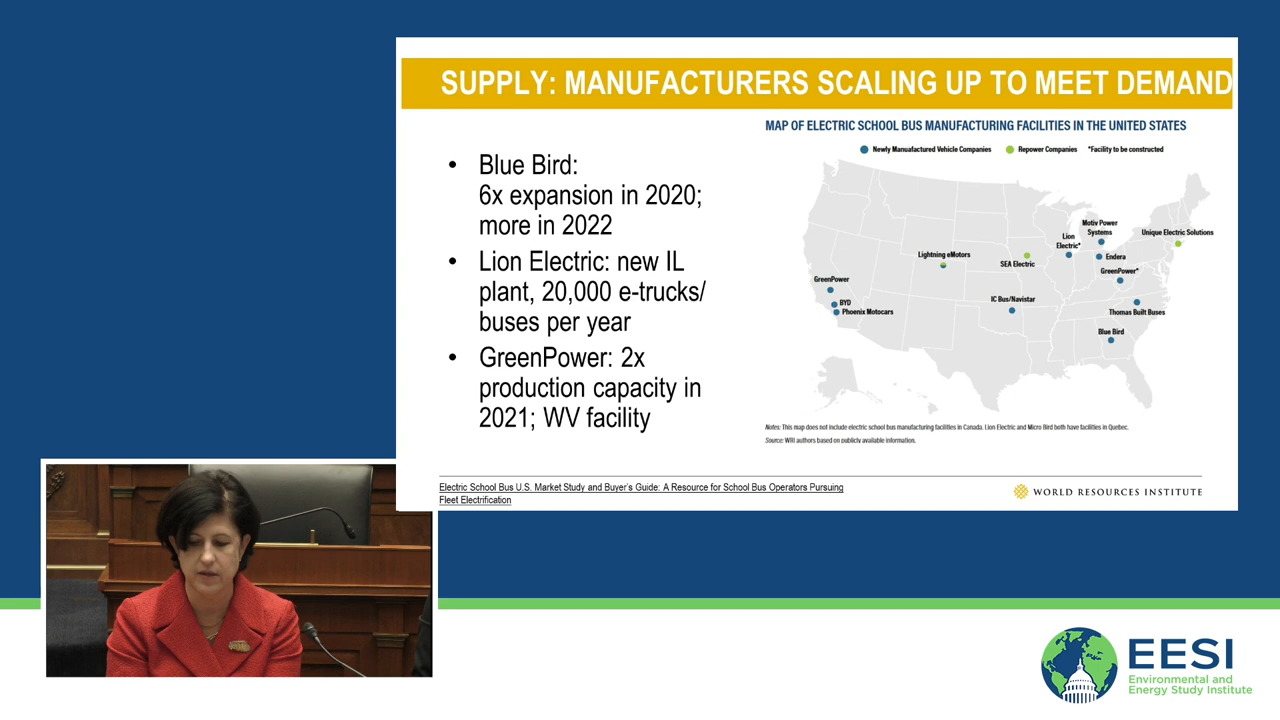 SUPPLY: MANUFACTURERS SCALING UP TO MEET DEMAND
• Blue Bird:
6x expansion in 2020;
more in 2022
• Lion Electric: new IL
plant, 20,000 e-trucks/
buses per year
• GreenPower: 2x
production capacity in
2021; WV facility
MAP OF ELECTRIC SCHOOL BUS MANUFACTURING FACILITIES IN THE UNITED STATES
Newly Manuafactured Vehicle Companies
Repower Companies
*Facility to be constructed
Motiv Power
Systems
Unique Electric Solutions
Lion
Electric*
Lightning eMotors
SEA Electric
Endera
GreenPower*
GreenPower
BYD
Phoenix Motocars
IC Bus/Navistar
Thomas Built Buses
Blue Bird
Notes: This map does not include electric school bus manufacturing facilities in Canada. Lion Electric and Micro Bird both have facilities in Quebec.
Source: WRI authors based on publicly available information.
Electric School Bus U.S. Market Study and Buyer's Guide: A Resource for School Bus Operators Pursuing
Fleet Electrification
WORLD RESOURCES INSTITUTE
EESI
Environmental and
Energy Study Institute